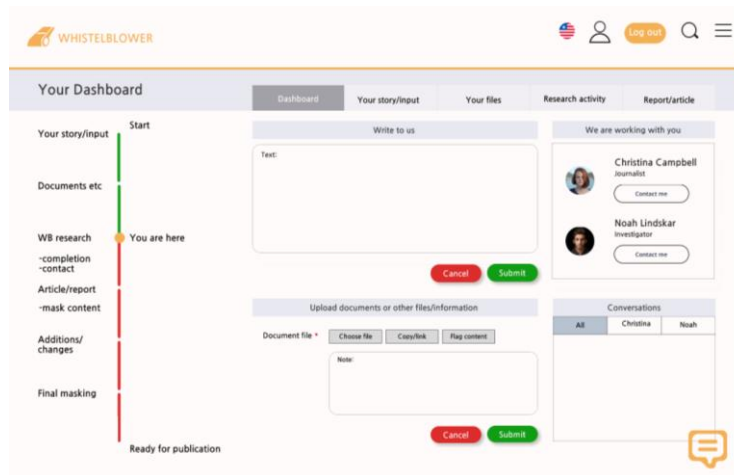 WHISTELBLOWER
Log out
Your Dashboard
Dashboard
Your story/input
Your files
Research activity
Report/article
Your story/input
Start
Documents etc
WB research
You are here
-completion
-contact
Article/report
-mask content
Additions/
changes
Final masking
Ready for publication
Write to us
Text:
Cancel
Submit
We are working with you
Christina Campbell
Journalist
Contact me
Noah Lindskar
Investigator
Contact me
Upload documents or other files/information
Document file *
Choose file
Copy/link
Flag content
Note:
Cancel
Submit
Conversations
All
Christina
Noah